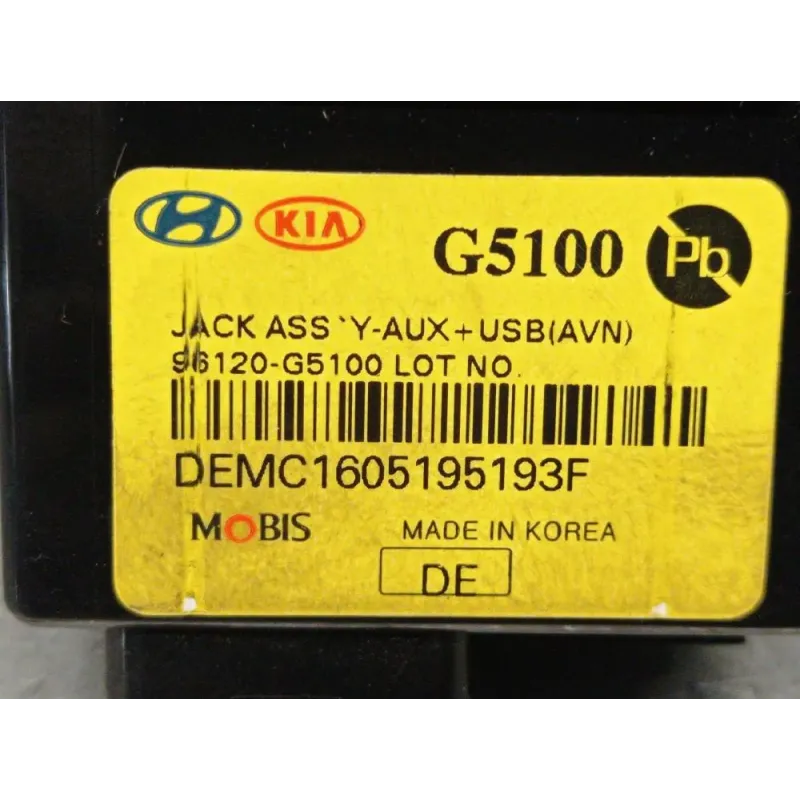 KIA G5100 Pb
JACK ASS`Y-AUX+USB(AVN)
96120-G5100 LOT NO.
DEMC1605195193F
MOBIS MADE IN KOREA
DE